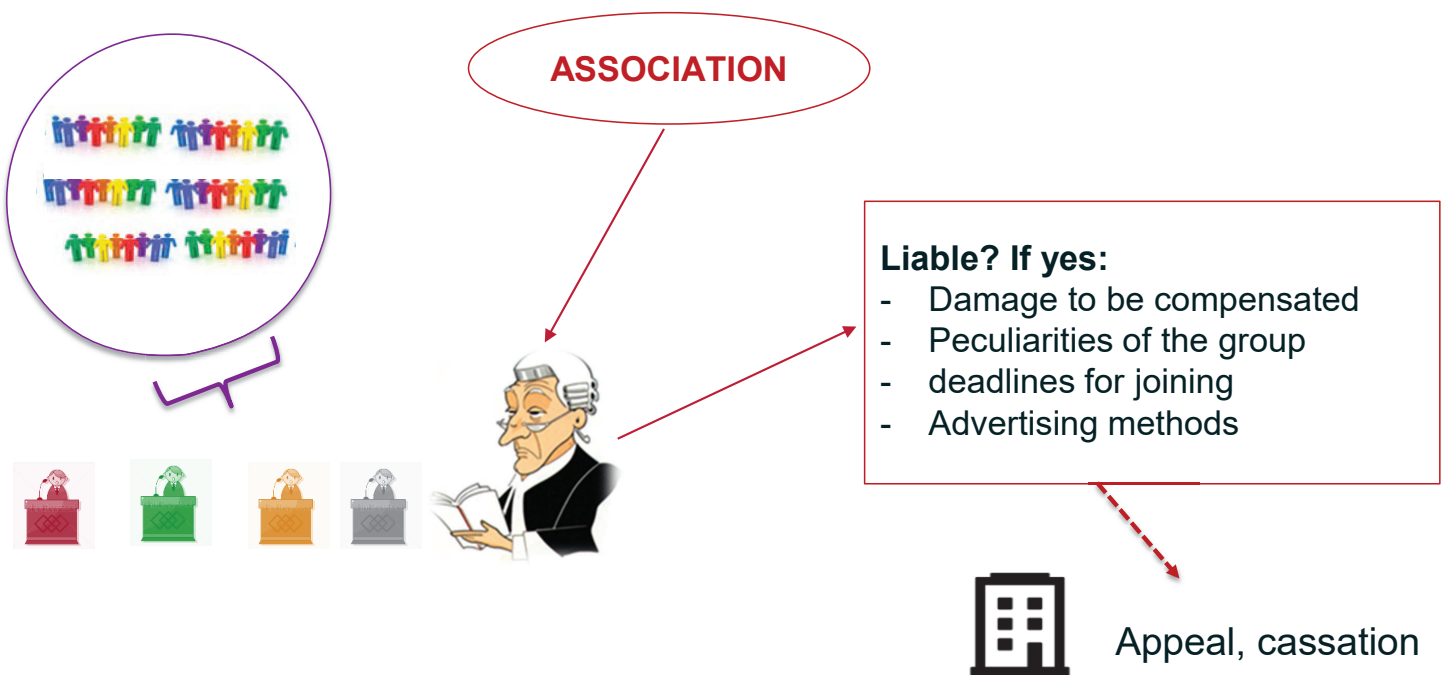 ASSOCIATION
Liable? If yes:
- Damage to be compensated
- Peculiarities of the group
- deadlines for joining
- Advertising methods
Appeal, cassation